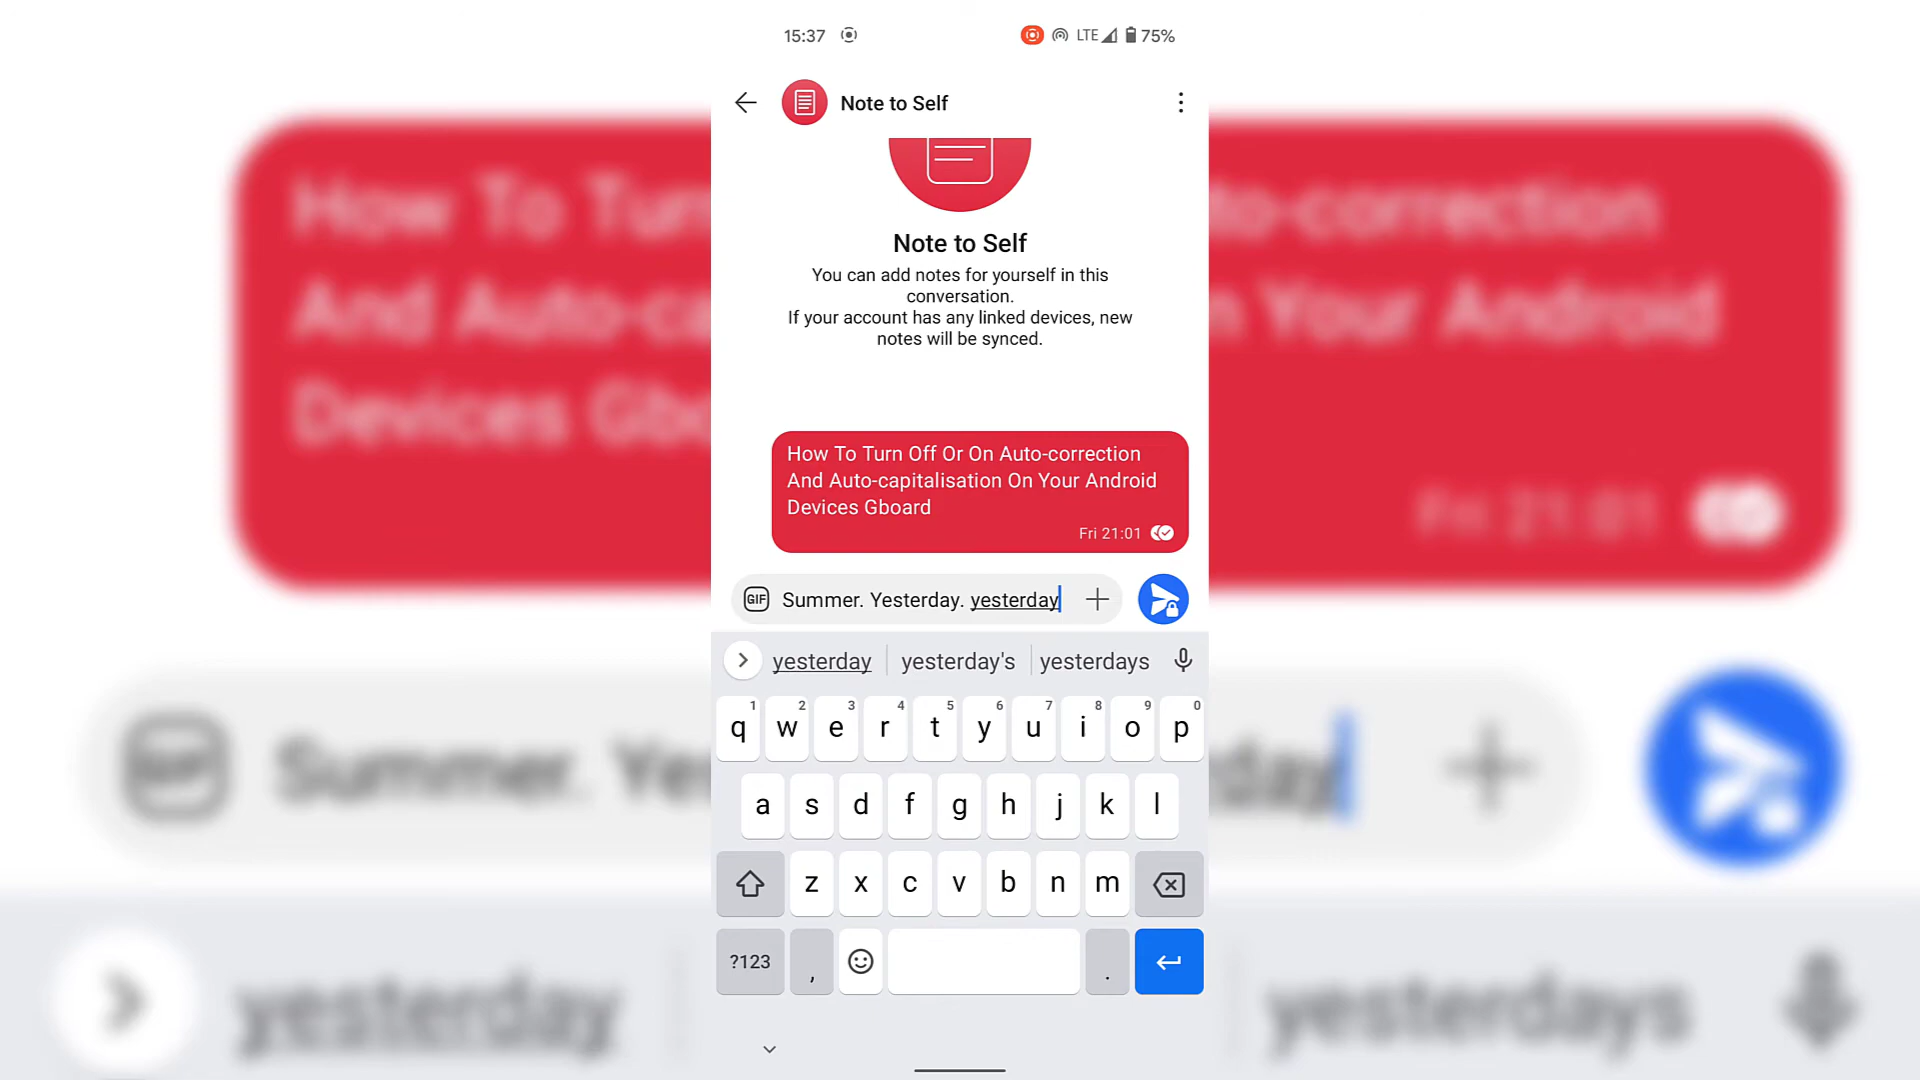 15:37 LTE 75%
Note to Self
Note to Self
You can add notes for yourself in this
conversation.
If your account has any linked devices, new
notes will be synced.
How To Turn Off Or On Auto-correction
And Auto-capitalisation On Your Android
Devices Gboard
Fri 21:01
GIF Summer. Yesterday. yesterday
yesterday yesterday's yesterdays
1 2 3 4 5 6 7 8 9 0
q w e r t y u i o p
a s d f g h j k l
z x c v b n m
?123 , .